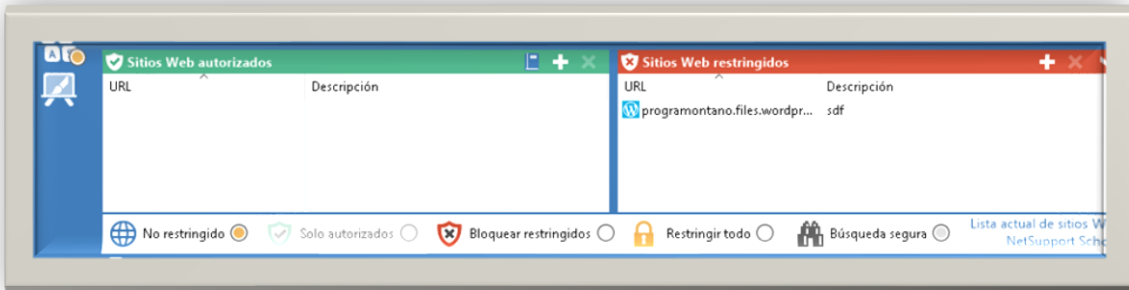 Sitios Web autorizados
URL Descripción
Sitios Web restringidos
URL Descripción
programontano.files.wordpr... sdf
No restringido Solo autorizados Bloquear restringidos Restringir todo Búsqueda segura
Lista actual de sitios W
NetSupport Scho